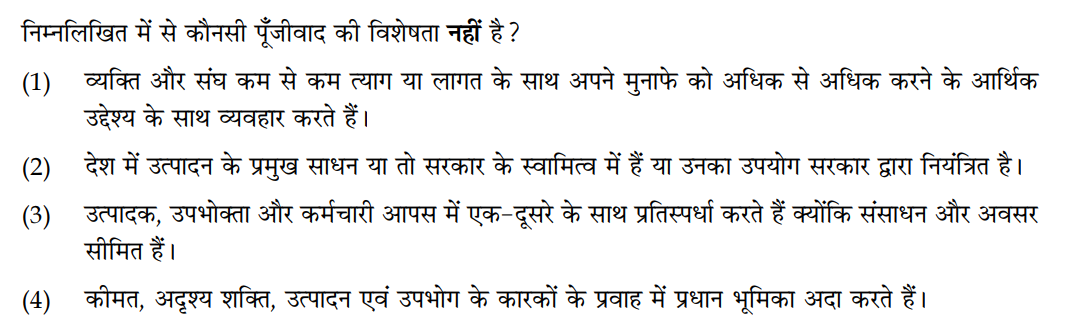 निम्नलिखित में से कौनसी पूँजीवाद की विशेषता नहीं है ?
(1) व्यक्ति और संघ कम से कम त्याग या लागत के साथ अपने मुनाफे को अधिक से अधिक करने के आर्थिक
उद्देश्य के साथ व्यवहार करते हैं।
(2) देश में उत्पादन के प्रमुख साधन या तो सरकार के स्वामित्व में हैं या उनका उपयोग सरकार द्वारा नियंत्रित है।
(3) उत्पादक, उपभोक्ता और कर्मचारी आपस में एक-दूसरे के साथ प्रतिस्पर्धा करते हैं क्योंकि संसाधन और अवसर
सीमित हैं।
(4) कीमत, अदृश्य शक्ति, उत्पादन एवं उपभोग के कारकों के प्रवाह में प्रधान भूमिका अदा करते हैं।